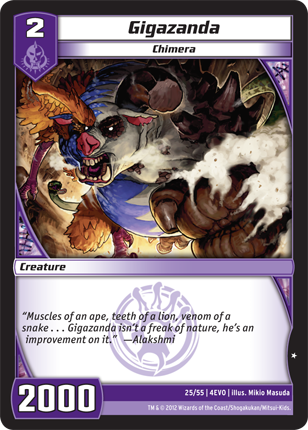 2
Gigazanda
Chimera
Creature
“Muscles of an ape, teeth of a lion, venom of a
snake . . . Gigazanda isn’t a freak of nature, he’s an
improvement on it.” —Alakshmi
2000
25/55 | 4EVO | illus. Mikio Masuda
TM & © 2012 Wizards of the Coast/Shogakukan/Mitsui-Kids.